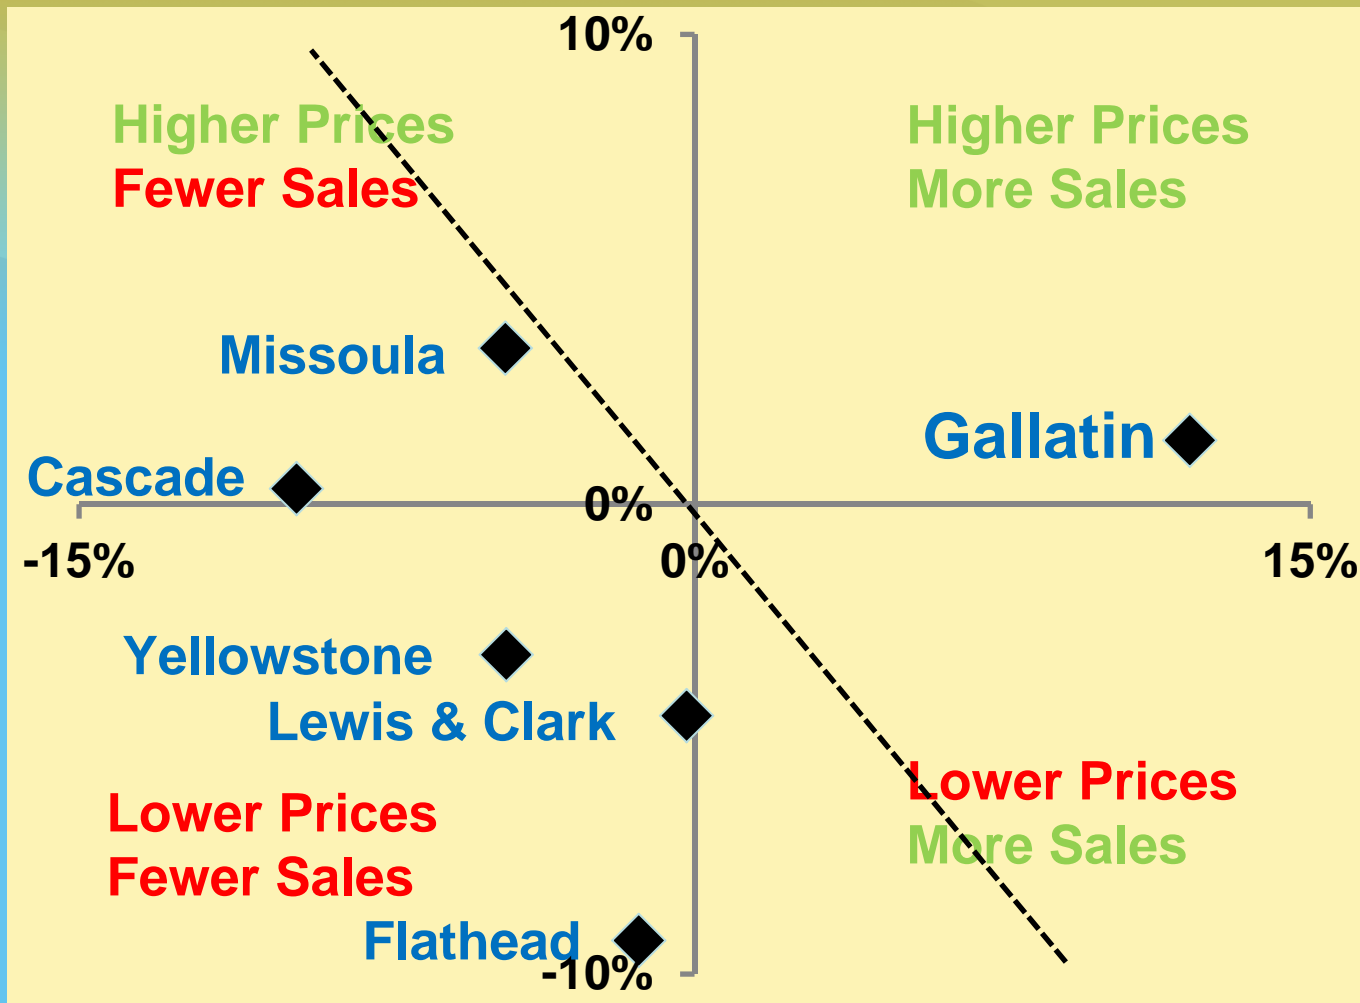 10%
Higher Prices
Fewer Sales
Higher Prices
More Sales
Missoula
Gallatin
Cascade
0%
-15%
0%
15%
Yellowstone
Lewis & Clark
Lower Prices
More Sales
Lower Prices
Fewer Sales
Flathead
-10%